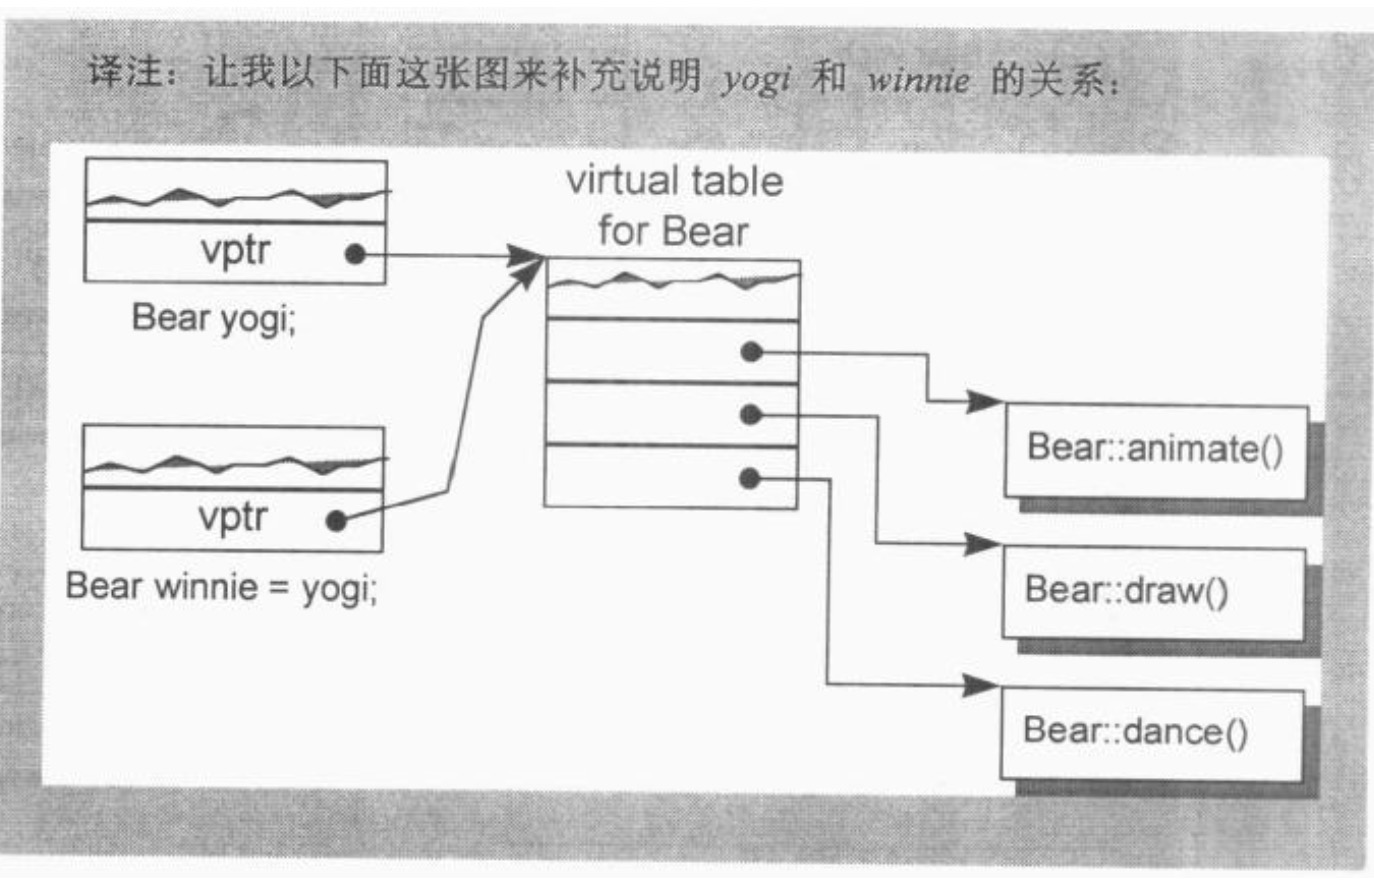 译注：让我以下面这张图来补充说明 yogi 和 winnie 的关系：
virtual table
for Bear
vptr
Bear yogi;
vptr
Bear winnie = yogi;
Bear::animate()
Bear::draw()
Bear::dance()